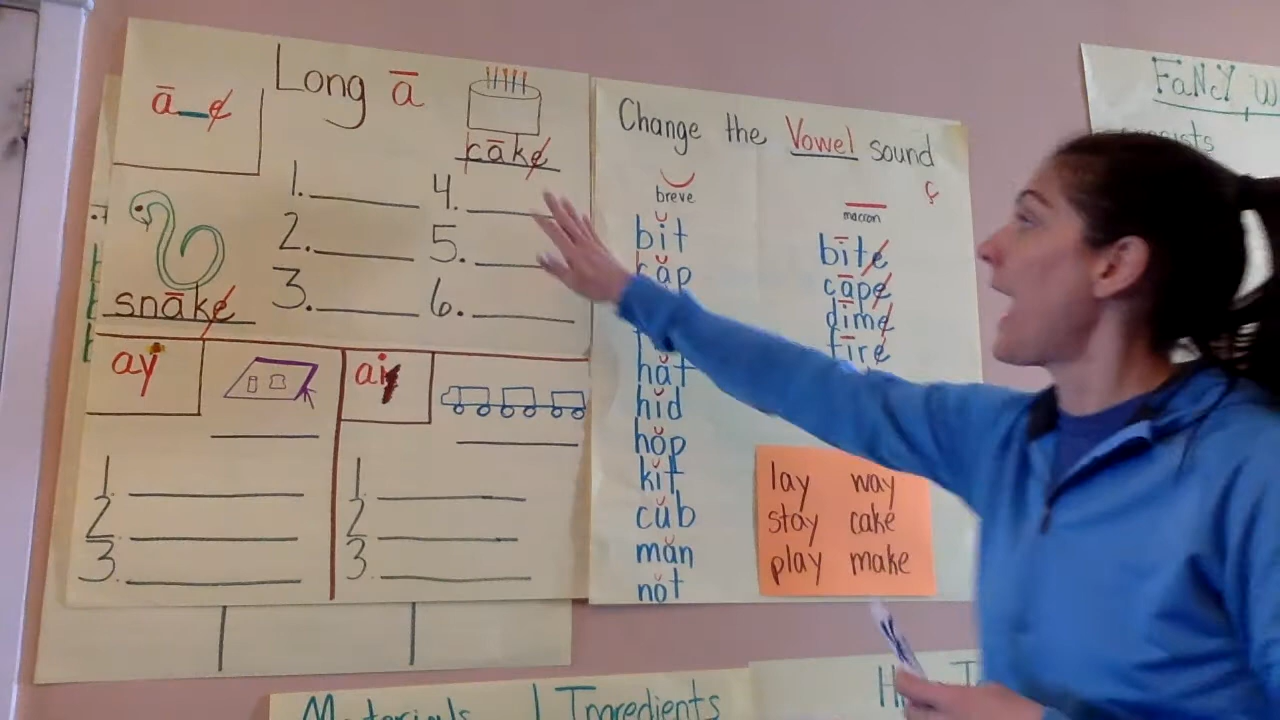 Long ā
ā_e
cāke
1. 4.
2. 5.
3. 6.
snāke
ay
ai
1.
2.
3.
1.
2.
3.
Change the Vowel sound
breve
macron
bĭt
bīte
căp
cāpe
dīme
fīre
hăt
hĭd
hŏp
kĭt
cŭb
măn
nŏt
lay way
stay cake
play make
FaNcY
Materials Ingredients